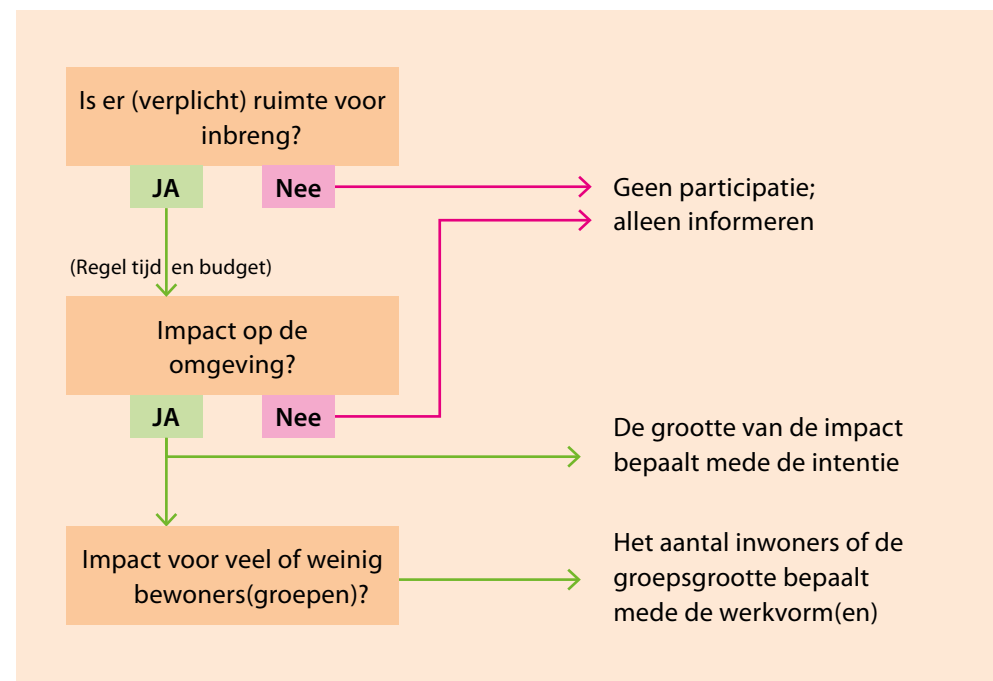 Is er (verplicht) ruimte voor
inbreng?
JA
Nee
Geen participatie;
alleen informeren
(Regel tijd en budget)
Impact op de
omgeving?
JA
Nee
De grootte van de impact
bepaalt mede de intentie
Impact voor veel of weinig
bewoners(groepen)?
Het aantal inwoners of de
groepsgrootte bepaalt
mede de werkvorm(en)